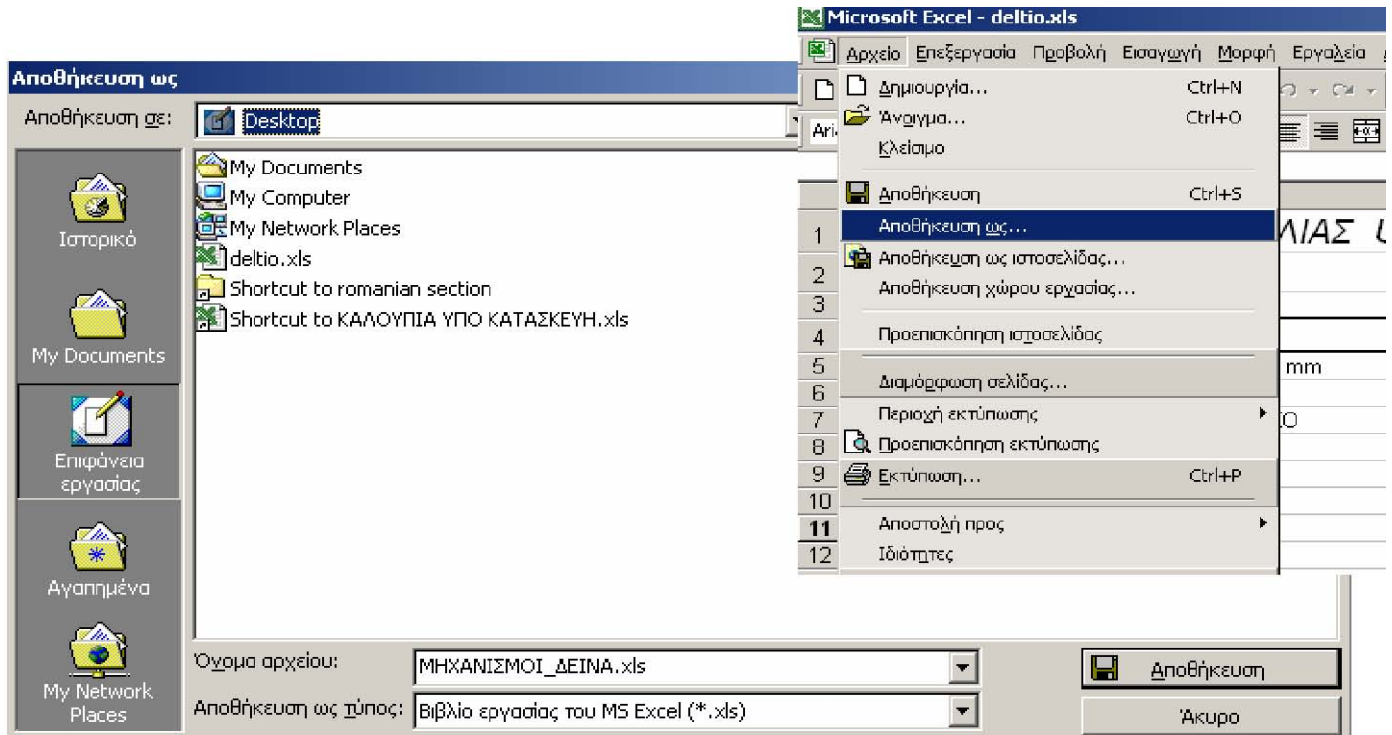 Αποθήκευση ως
Αποθήκευση σε:
Desktop
Ιστορικό
My Documents
Επιφάνεια
εργασίας
Αγαπημένα
My Network
Places
My Documents
My Computer
My Network Places
deltio.xls
Shortcut to romanian section
Shortcut to ΚΑΛΟΥΠΙΑ ΥΠΟ ΚΑΤΑΣΚΕΥΗ.xls
Όνομα αρχείου:
ΜΗΧΑΝΙΣΜΟΙ_ΔΕΙΝΑ.xls
Αποθήκευση ως τύπος:
Βιβλίο εργασίας του MS Excel (*.xls)
Αποθήκευση
Άκυρο
Microsoft Excel - deltio.xls
Αρχείο Επεξεργασία Προβολή Εισαγωγή Μορφή Εργαλεία
Δημιουργία... Ctrl+N
Άνοιγμα... Ctrl+O
Κλείσιμο
Αποθήκευση Ctrl+S
Αποθήκευση ως...
Αποθήκευση ως ιστοσελίδας...
Αποθήκευση χώρου εργασίας...
Προεπισκόπηση ιστοσελίδας
Διαμόρφωση σελίδας...
Περιοχή εκτύπωσης
Προεπισκόπηση εκτύπωσης
Εκτύπωση... Ctrl+P
Αποστολή προς
Ιδιότητες
Ari
1
2
3
4
5
6
7
8
9
10
11
12
ΛΙΑΣ
mm